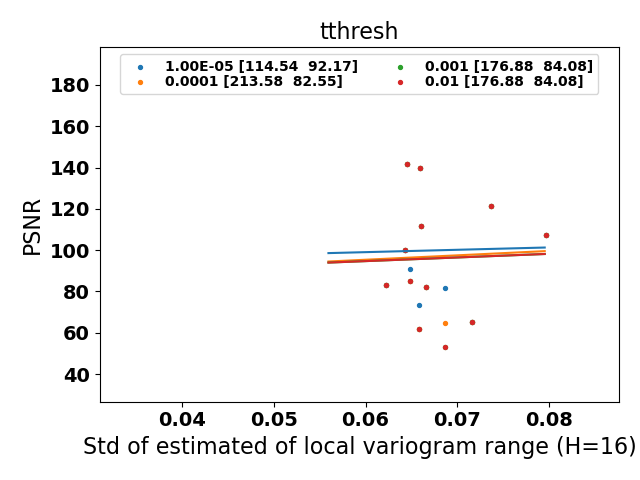 tthresh
1.00E-05 [114.54  92.17]
0.0001 [213.58  82.55]
0.001 [176.88  84.08]
0.01 [176.88  84.08]
180
160
140
120
100
80
60
40
PSNR
0.04 0.05 0.06 0.07 0.08
Std of estimated of local variogram range (H=16)